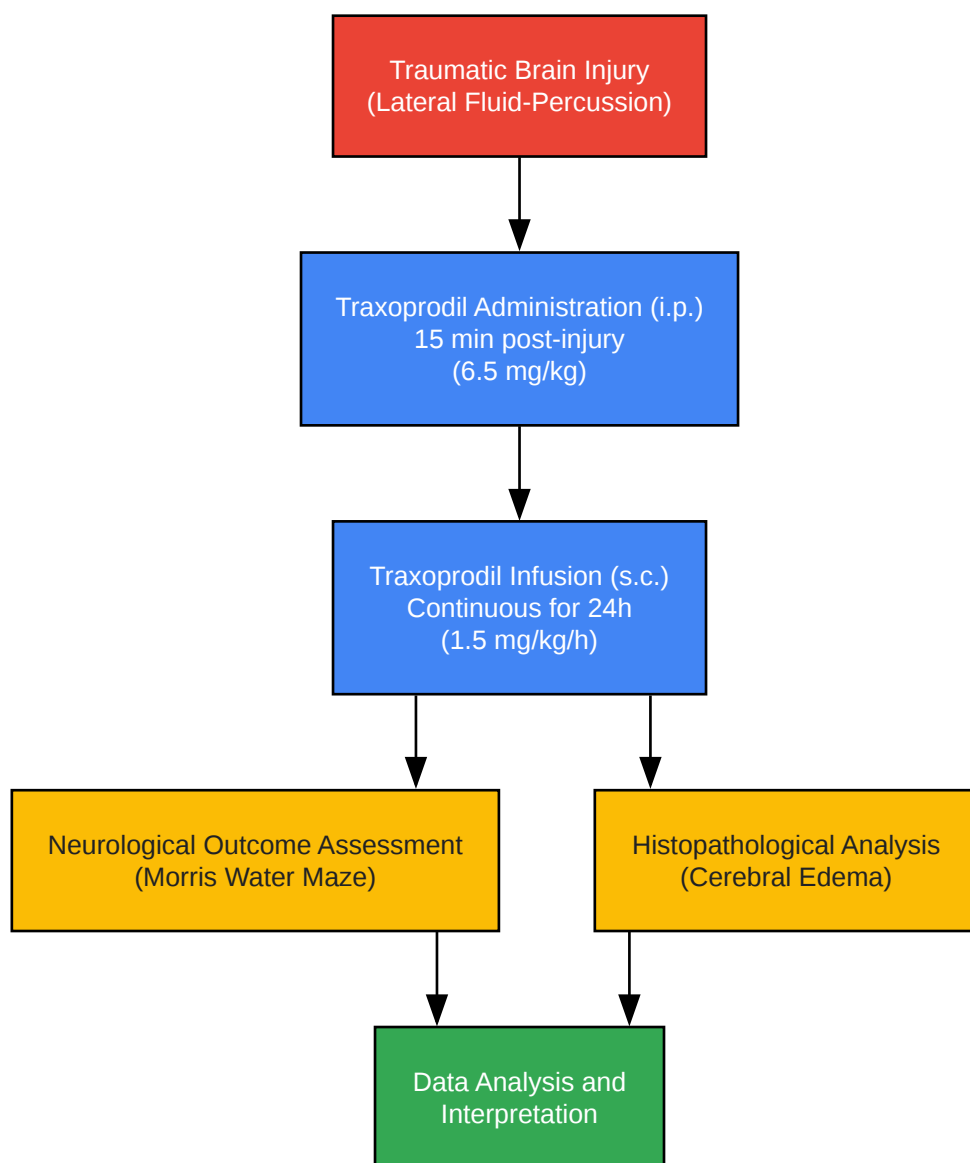 Traumatic Brain Injury
(Lateral Fluid-Percussion)
Traxoprodil Administration (i.p.)
15 min post-injury
(6.5 mg/kg)
Traxoprodil Infusion (s.c.)
Continuous for 24h
(1.5 mg/kg/h)
Neurological Outcome Assessment
(Morris Water Maze)
Histopathological Analysis
(Cerebral Edema)
Data Analysis and
Interpretation